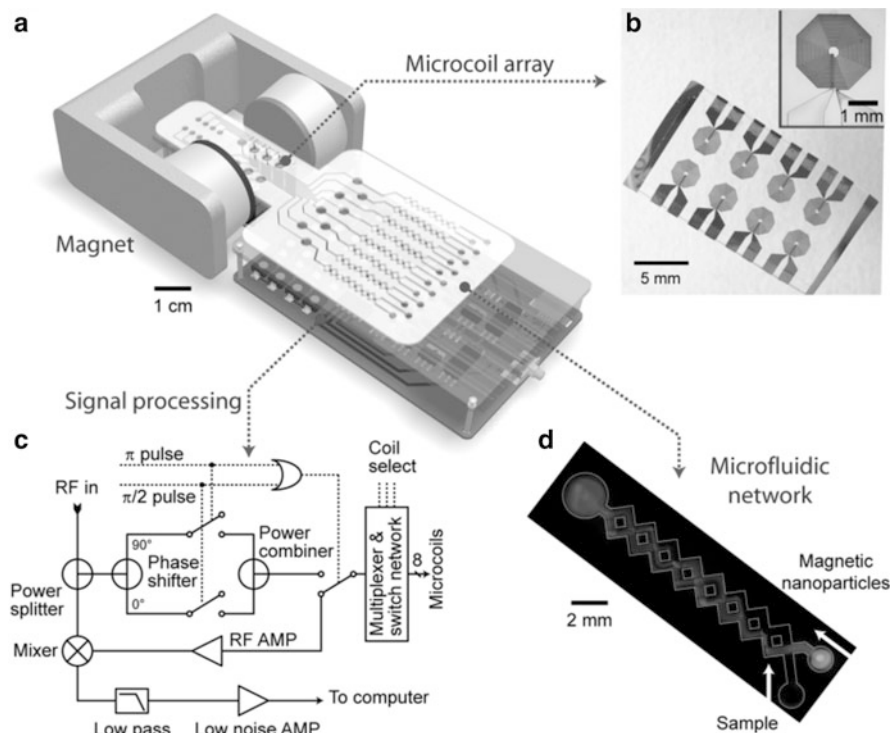 a
Microcoil array
Magnet
1 cm
b
1 mm
5 mm
Signal processing
c
π pulse
π/2 pulse
RF in
Coil
select
Power
combiner
90°
Phase
shifter
0°
Power
splitter
Multiplexer &
switch network
8
Microcoils
Mixer
RF AMP
To computer
Low pass
Low noise AMP
d
Microfluidic
network
Magnetic
nanoparticles
2 mm
Sample